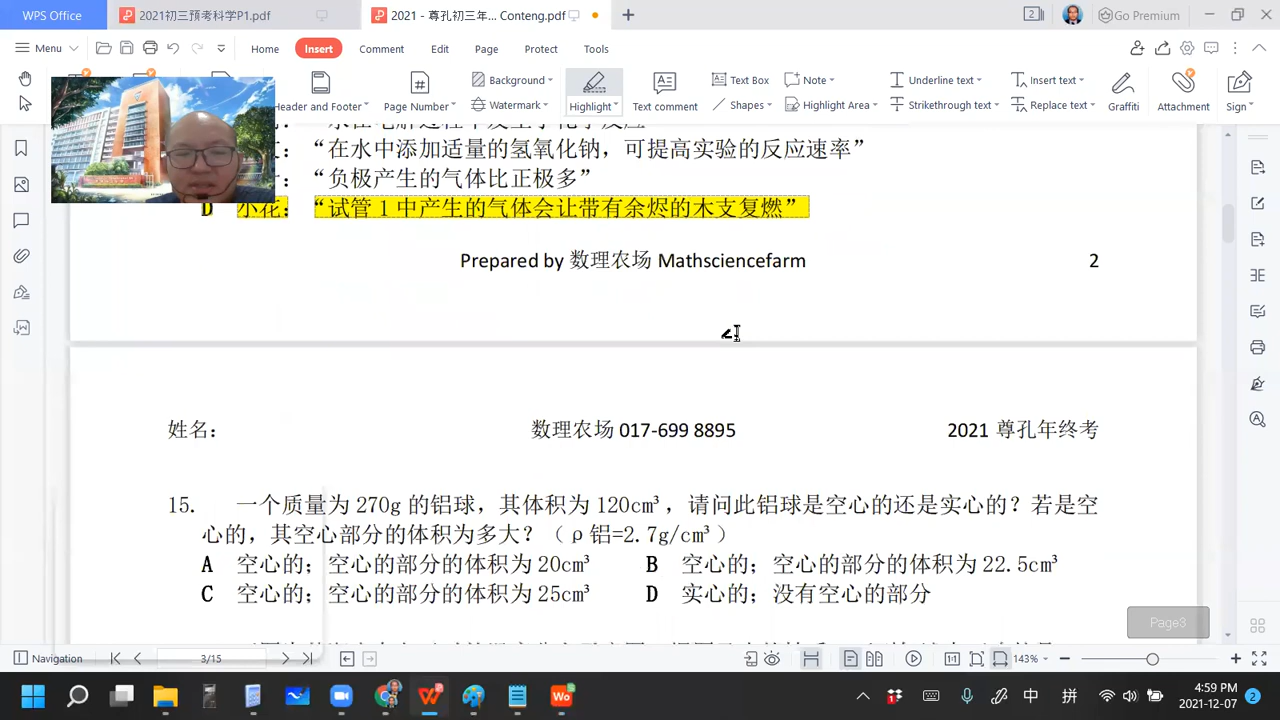 WPS Office
2021初三预考科学P1.pdf
2021 - 尊孔初三年... Conteng.pdf
2
Go Premium
Menu
Home
Insert
Comment
Edit
Page
Protect
Tools
Header and Footer
Page Number
Background
Watermark
Highlight
Text comment
Text Box
Shapes
Note
Highlight Area
Underline text
Strikethrough text
Insert text
Replace text
Graffiti
Attachment
Sign
：“在水中添加适量的氢氧化钠，可提高实验的反应速率”
：“负极产生的气体比正极多”
D 小花：“试管 1 中产生的气体会让带有余烬的木支复燃”
Prepared by 数理农场 Mathsciencefarm 2
姓名：
数理农场 017-699 8895
2021 尊孔年终考
15. 一个质量为 270g 的铝球，其体积为 120cm³，请问此铝球是空心的还是实心的？若是空
心的，其空心部分的体积为多大？（ρ铝=2.7g/cm³）
A 空心的；空心的部分的体积为 20cm³ B 空心的；空心的部分的体积为 22.5cm³
C 空心的；空心的部分的体积为 25cm³ D 实心的；没有空心的部分
Page3
Navigation
3/15
143%
中
拼
4:59 PM
2021-12-07
2